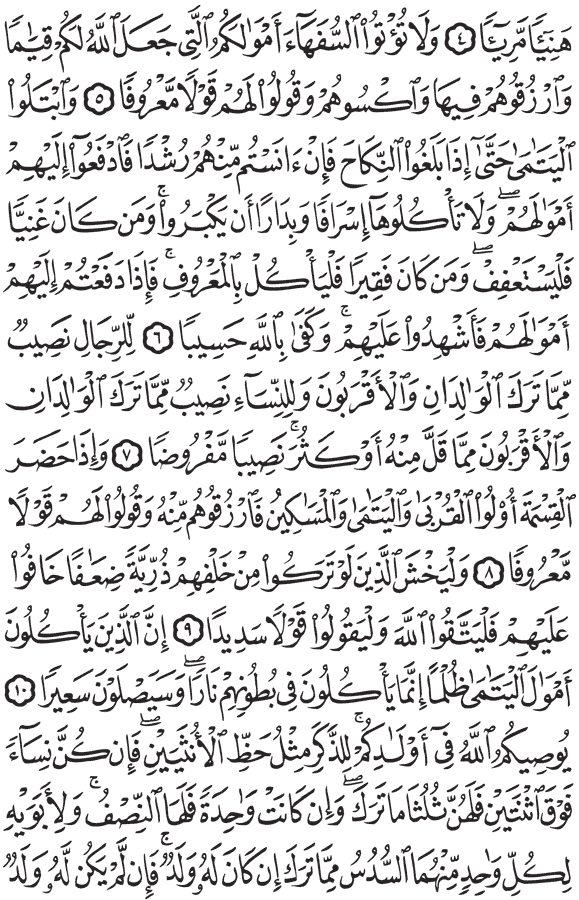 هَنِيٓـًٔا مَّرِيٓـًٔا ٤ وَلَا تُؤْتُوا۟ ٱلسُّفَهَآءَ أَمْوَٰلَكُمُ ٱلَّتِى جَعَلَ ٱللَّهُ لَكُمْ قِيَٰمًا
وَٱرْزُقُوهُمْ فِيهَا وَٱكْسُوهُمْ وَقُولُوا۟ لَهُمْ قَوْلًا مَّعْرُوفًا ٥ وَٱبْتَلُوا۟
ٱلْيَتَٰمَىٰ حَتَّىٰٓ إِذَا بَلَغُوا۟ ٱلنِّكَاحَ فَإِنْ ءَانَسْتُم مِّنْهُمْ رُشْدًا فَٱدْفَعُوٓا۟ إِلَيْهِمْ
أَمْوَٰلَهُمْ ۖ وَلَا تَأْكُلُوهَآ إِسْرَافًا وَبِدَارًا أَن يَكْبَرُوا۟ ۚ وَمَن كَانَ غَنِيًّا
فَلْيَسْتَعْفِفْ ۖ وَمَن كَانَ فَقِيرًا فَلْيَأْكُلْ بِٱلْمَعْرُوفِ ۚ فَإِذَا دَفَعْتُمْ إِلَيْهِمْ
أَمْوَٰلَهُمْ فَأَشْهِدُوا۟ عَلَيْهِمْ ۚ وَكَفَىٰ بِٱللَّهِ حَسِيبًا ٦ لِّلرِّجَالِ نَصِيبٌ
مِّمَّا تَرَكَ ٱلْوَٰلِدَانِ وَٱلْأَقْرَبُونَ وَلِلنِّسَآءِ نَصِيبٌ مِّمَّا تَرَكَ ٱلْوَٰلِدَانِ
وَٱلْأَقْرَبُونَ مِمَّا قَلَّ مِنْهُ أَوْ كَثُرَ ۚ نَصِيبًا مَّفْرُوضًا ٧ وَإِذَا حَضَرَ
ٱلْقِسْمَةَ أُو۟لُوا۟ ٱلْقُرْبَىٰ وَٱلْيَتَٰمَىٰ وَٱلْمَسَٰكِينُ فَٱرْزُقُوهُم مِّنْهُ وَقُولُوا۟ لَهُمْ قَوْلًا
مَّعْرُوفًا ٨ وَلْيَخْشَ ٱلَّذِينَ لَوْ تَرَكُوا۟ مِنْ خَلْفِهِمْ ذُرِّيَّةً ضِعَٰفًا خَافُوا۟
عَلَيْهِمْ فَلْيَتَّقُوا۟ ٱللَّهَ وَلْيَقُولُوا۟ قَوْلًا سَدِيدًا ٩ إِنَّ ٱلَّذِينَ يَأْكُلُونَ
أَمْوَٰلَ ٱلْيَتَٰمَىٰ ظُلْمًا إِنَّمَا يَأْكُلُونَ فِى بُطُونِهِمْ نَارًا ۖ وَسَيَصْلَوْنَ سَعِيرًا ١٠
يُوصِيكُمُ ٱللَّهُ فِىٓ أَوْلَٰدِكُمْ ۖ لِلذَّكَرِ مِثْلُ حَظِّ ٱلْأُنثَيَيْنِ ۚ فَإِن كُنَّ نِسَآءً
فَوْقَ ٱثْنَتَيْنِ فَلَهُنَّ ثُلُثَا مَا تَرَكَ ۖ وَإِن كَانَتْ وَٰحِدَةً فَلَهَا ٱلنِّصْفُ ۚ وَلِأَبَوَيْهِ
لِكُلِّ وَٰحِدٍ مِّنْهُمَا ٱلسُّدُسُ مِمَّا تَرَكَ إِن كَانَ لَهُۥ وَلَدٌ ۚ فَإِن لَّمْ يَكُن لَّهُۥ وَلَدٌ